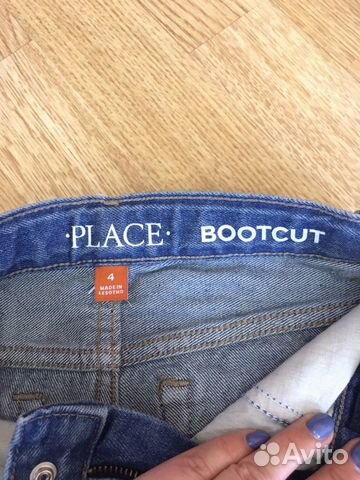 ·PLACE· BOOTCUT
4
MADE IN
LESOTHO
Avito